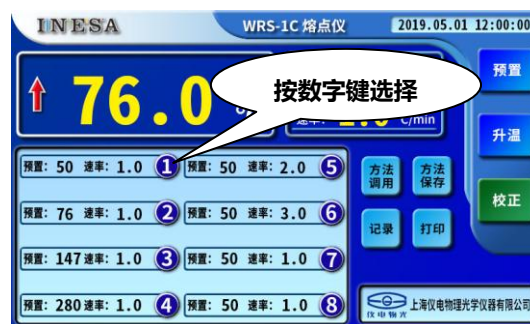 INESA
WRS-1C 熔点仪
2019.05.01 12:00:00
预置
76.0
按数字键选择
℃/min
升温
预置: 50 速率: 1.0 1 预置: 50 速率: 2.0 5
方法调用
方法保存
预置: 76 速率: 1.0 2 预置: 50 速率: 3.0 6
校正
记录
打印
预置: 147 速率: 1.0 3 预置: 50 速率: 1.0 7
预置: 280 速率: 1.0 4 预置: 50 速率: 1.0 8
仪电物光
上海仪电物理光学仪器有限公司